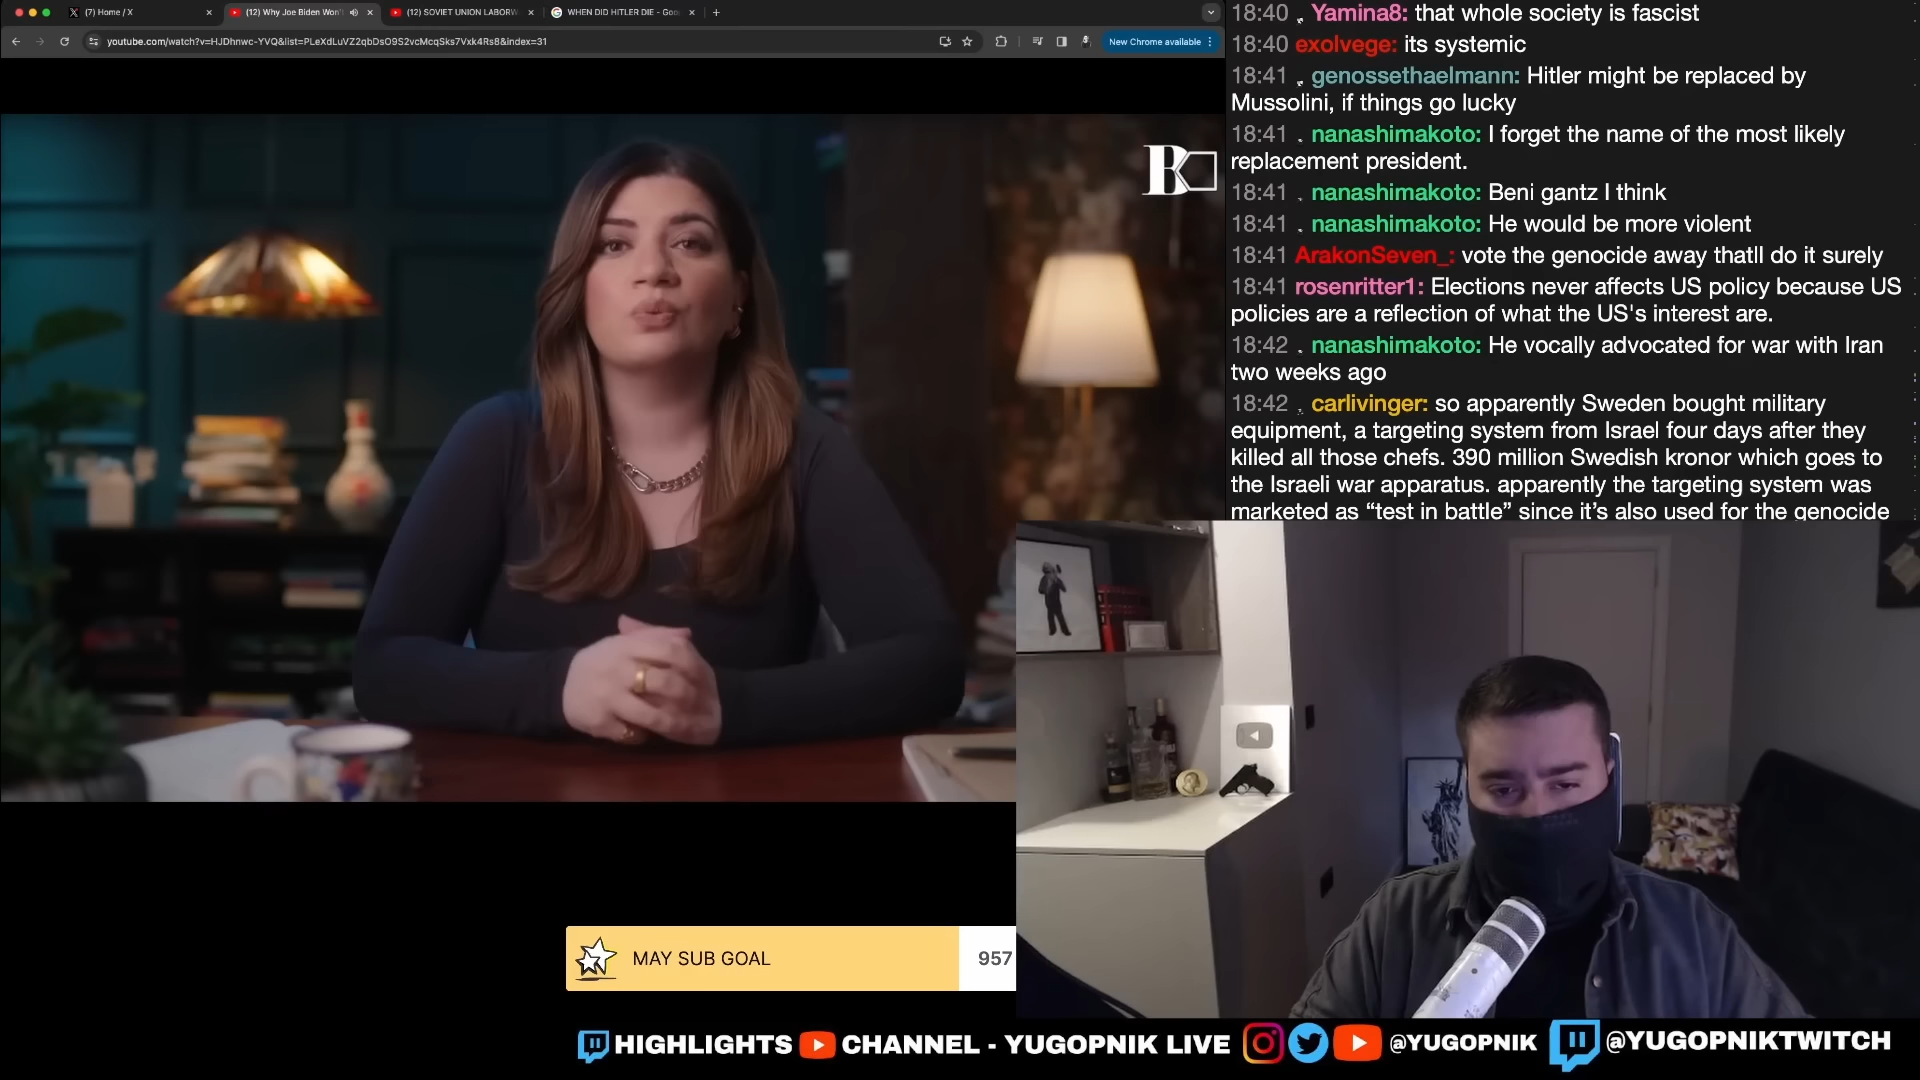 (7) Home / X
(12) Why Joe Biden Won'
(12) SOVIET UNION LABORW
WHEN DID HITLER DIE - Goo
youtube.com/watch?v=HJDhnwc-YVQ&list=PLeXdLuVZ2qbDsO9S2vcMcqSks7Vxk4Rs8&index=31
New Chrome available
BK
18:40 Yamina8: that whole society is fascist
18:40 exolvege: its systemic
18:41 genossethaelmann: Hitler might be replaced by
Mussolini, if things go lucky
18:41 nanashimakoto: I forget the name of the most likely
replacement president.
18:41 nanashimakoto: Beni gantz I think
18:41 nanashimakoto: He would be more violent
18:41 ArakonSeven_: vote the genocide away thatll do it surely
18:41 rosenritter1: Elections never affects US policy because US
policies are a reflection of what the US's interest are.
18:42 nanashimakoto: He vocally advocated for war with Iran
two weeks ago
18:42 carlivinger: so apparently Sweden bought military
equipment, a targeting system from Israel four days after they
killed all those chefs. 390 million Swedish kronor which goes to
the Israeli war apparatus. apparently the targeting system was
marketed as “test in battle” since it’s also used for the genocide
MAY SUB GOAL
957
HIGHLIGHTS CHANNEL - YUGOPNIK LIVE @YUGOPNIK @YUGOPNIKTWITCH